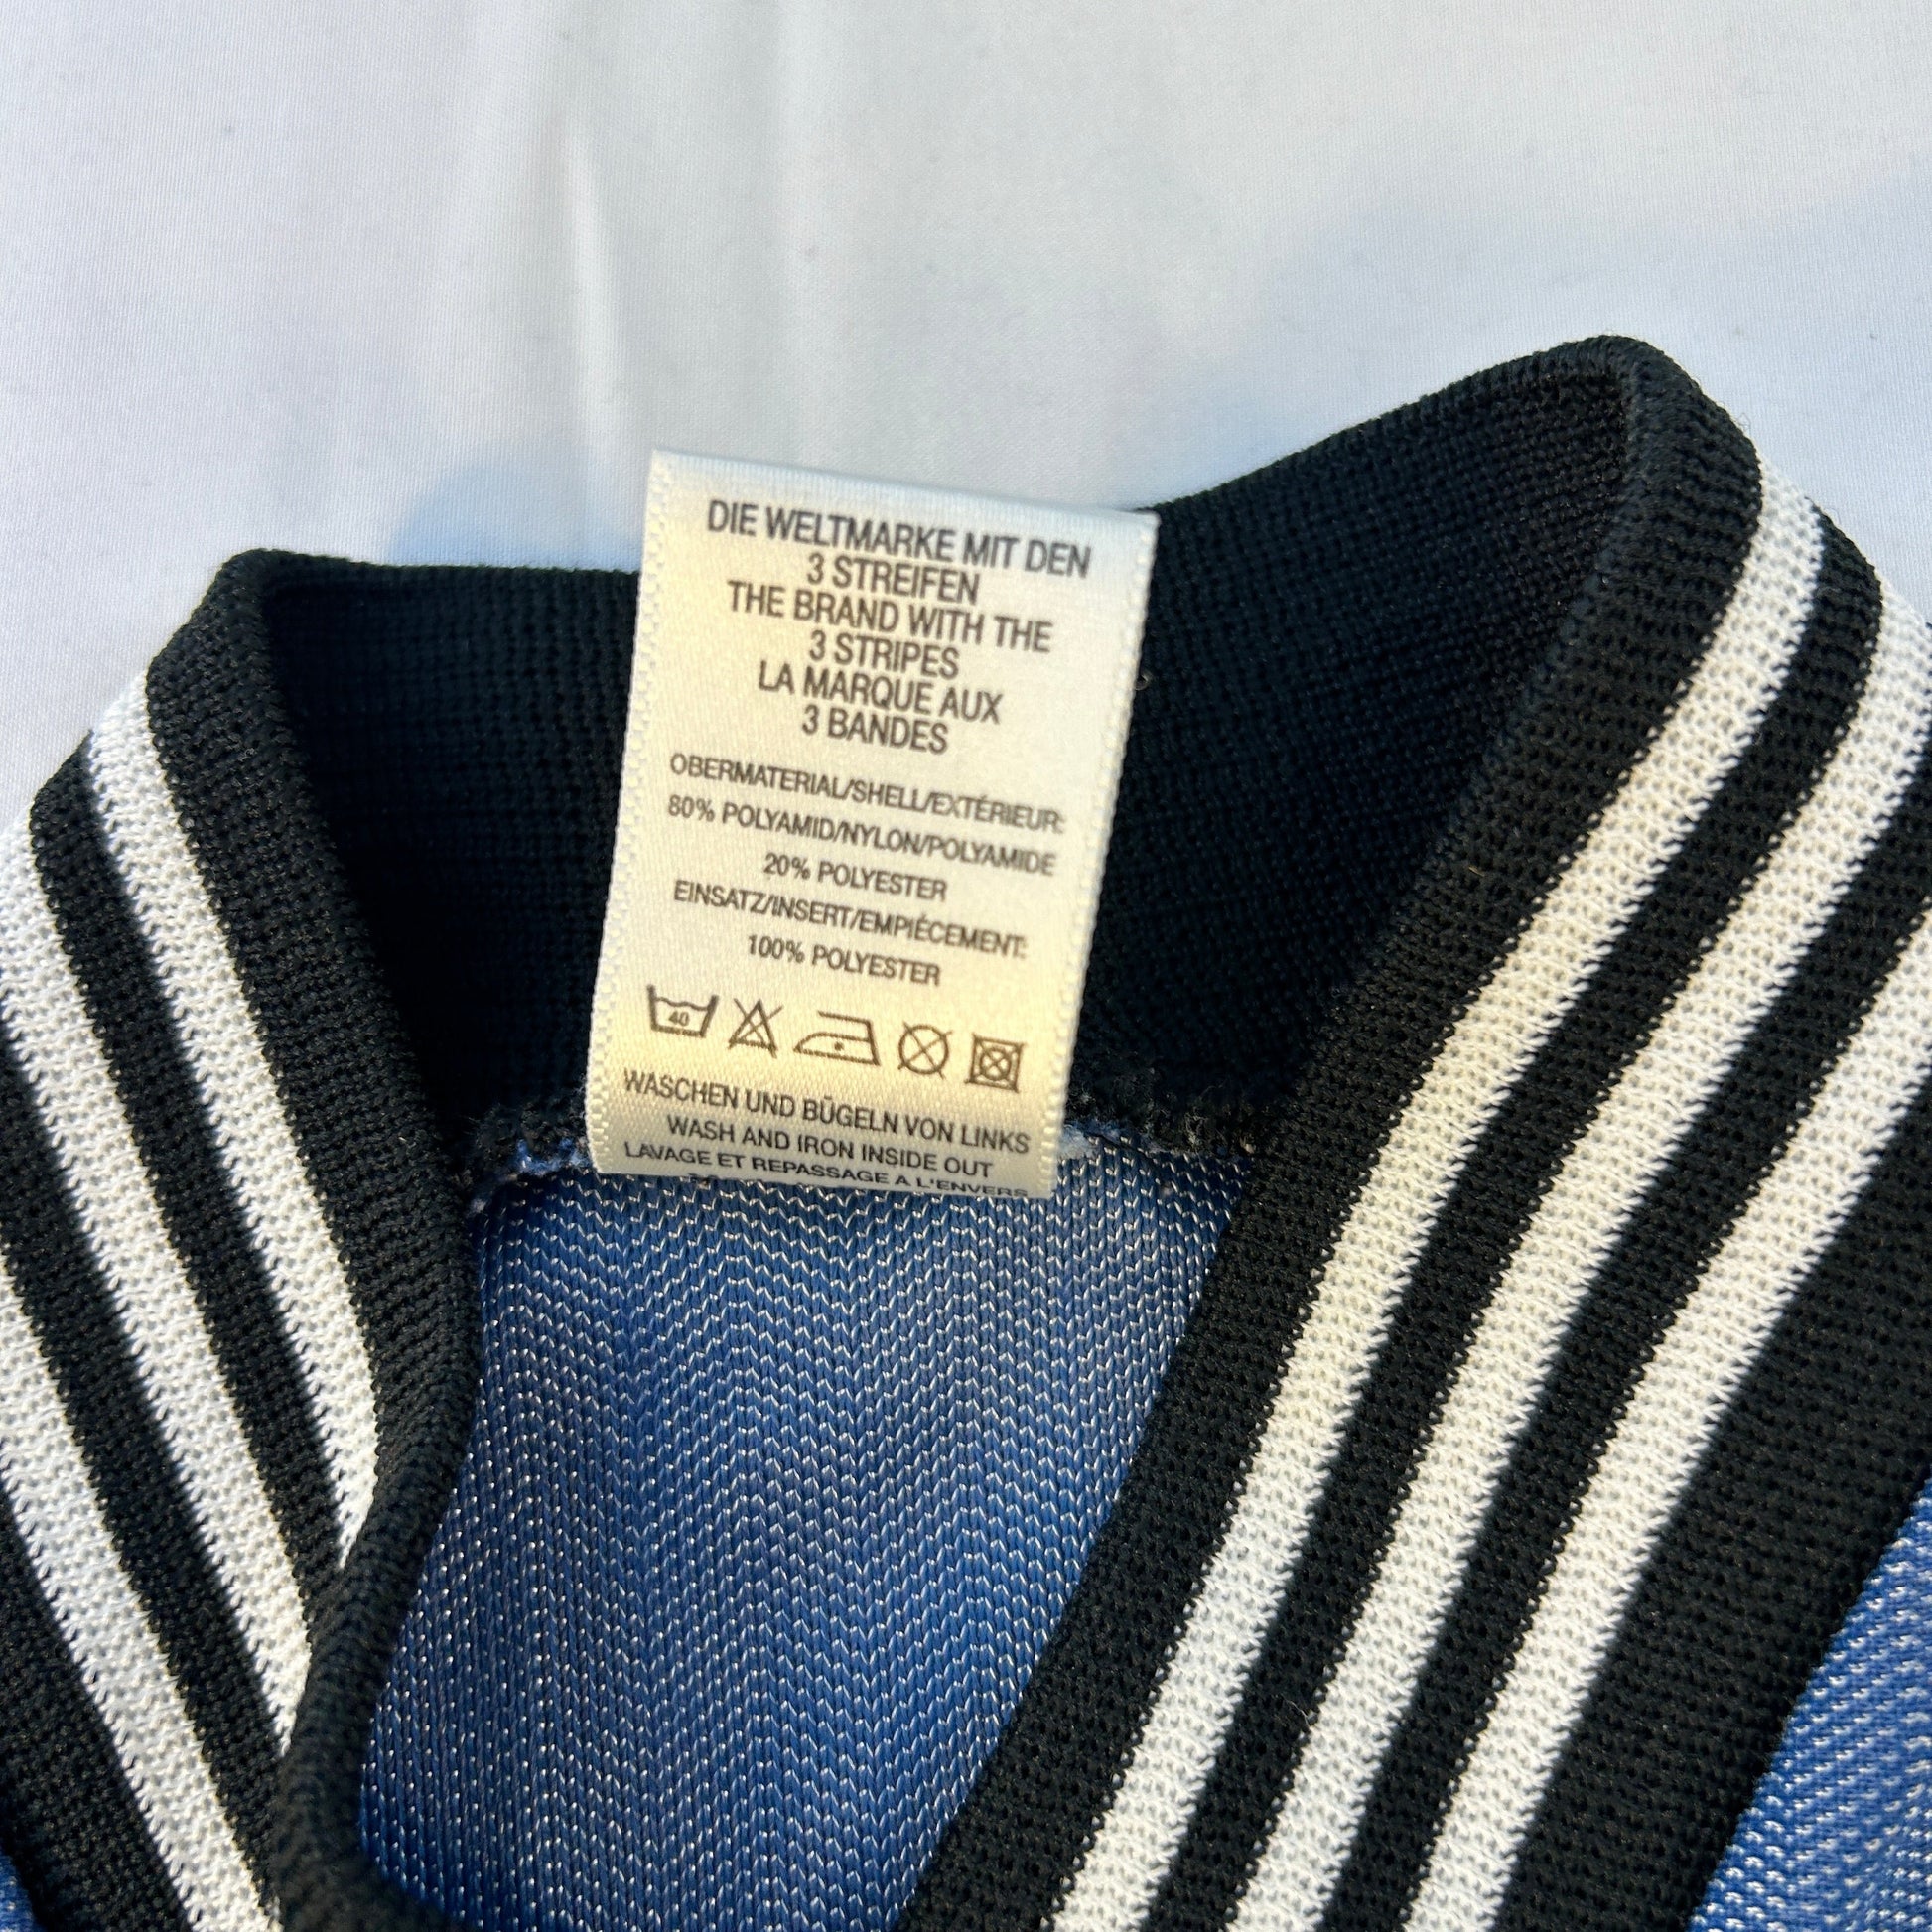 DIE WELTMARKE MIT DEN
3 STREIFEN
THE BRAND WITH THE
3 STRIPES
LA MARQUE AUX
3 BANDES
OBERMATERIAL/SHELL/EXTÉRIEUR:
80% POLYAMID/NYLON/POLYAMIDE
20% POLYESTER
EINSATZ/INSERT/EMPIÉCEMENT:
100% POLYESTER
40
WASCHEN UND BÜGELN VON LINKS
WASH AND IRON INSIDE OUT
LAVAGE ET REPASSAGE A L'ENVERS